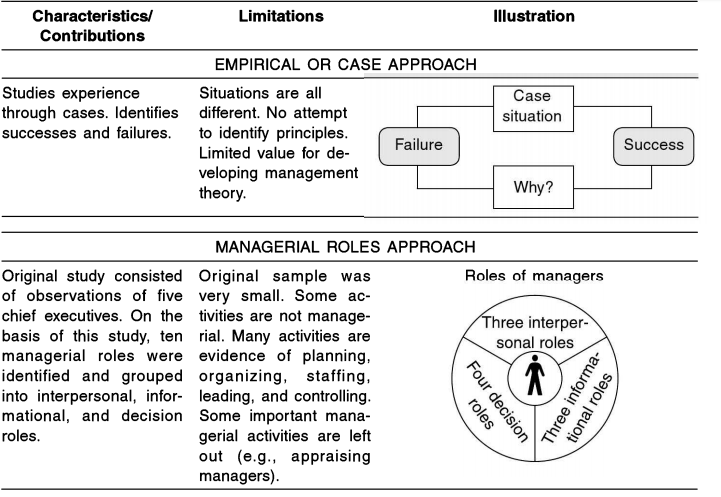 Characteristics/
Contributions
Limitations
Illustration
EMPIRICAL OR CASE APPROACH
Studies experience
through cases. Identifies
successes and failures.
Situations are all
different. No attempt
to identify principles.
Limited value for de-
veloping management
theory.
Case
situation
Failure
Success
Why?
MANAGERIAL ROLES APPROACH
Original study consisted
of observations of five
chief executives. On the
basis of this study, ten
managerial roles were
identified and grouped
into interpersonal, infor-
mational, and decision
roles.
Original sample was
very small. Some ac-
tivities are not manage-
rial. Many activities are
evidence of planning,
organizing, staffing,
leading, and controlling.
Some important mana-
gerial activities are left
out (e.g., appraising
managers).
Roles of managers
Three interper-
sonal roles
Four decision
roles
Three informa-
tional roles